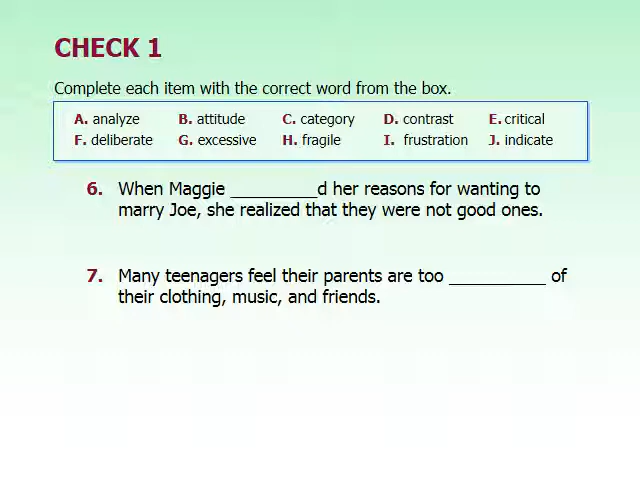 CHECK 1
Complete each item with the correct word from the box.
A. analyze B. attitude C. category D. contrast E. critical
F. deliberate G. excessive H. fragile I. frustration J. indicate
6. When Maggie _________d her reasons for wanting to
marry Joe, she realized that they were not good ones.
7. Many teenagers feel their parents are too __________ of
their clothing, music, and friends.